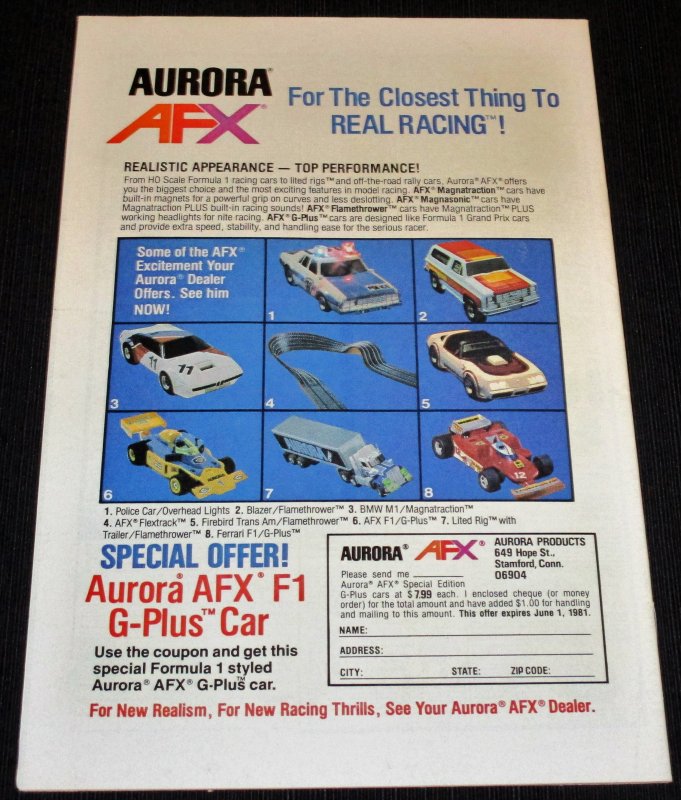 AURORA®
AFX®
For The Closest Thing To
REAL RACING™!
REALISTIC APPEARANCE — TOP PERFORMANCE!
From HO Scale Formula 1 racing cars to lited rigs™ and off-the-road rally cars, Aurora® AFX® offers
you the biggest choice and the most exciting features in model racing. AFX® Magnatraction™ cars have
built-in magnets for a powerful grip on curves and less deslotting. AFX® Magnasonic™ cars have
Magnatraction PLUS built-in racing sounds! AFX® Flamethrower™ cars have Magnatraction™ PLUS
working headlights for nite racing. AFX® G-Plus™ cars are designed like Formula 1 Grand Prix cars
and provide extra speed, stability, and handling ease for the serious racer.
Some of the AFX®
Excitement Your
Aurora® Dealer
Offers. See him
NOW!
1
2
11
3
4
5
AURORA
6
7
12
8
1. Police Car/Overhead Lights 2. Blazer/Flamethrower™ 3. BMW M1/Magnatraction™
4. AFX® Flextrack™ 5. Firebird Trans Am/Flamethrower™ 6. AFX F1/G-Plus™ 7. Lited Rig™ with
Trailer/Flamethrower™ 8. Ferrari F1/G-Plus™
SPECIAL OFFER!
Aurora® AFX® F1
G-Plus™ Car
Use the coupon and get this
special Formula 1 styled
Aurora® AFX® G-Plus™ car.
AURORA® AFX®
AURORA PRODUCTS
649 Hope St.,
Stamford, Conn.
06904
Please send me
Aurora® AFX® Special Edition
G-Plus cars at $7.99 each. I enclosed cheque (or money
order) for the total amount and have added $1.00 for handling
and mailing to this amount. This offer expires June 1, 1981.
NAME:
ADDRESS:
CITY: STATE: ZIP CODE:
For New Realism, For New Racing Thrills, See Your Aurora® AFX® Dealer.